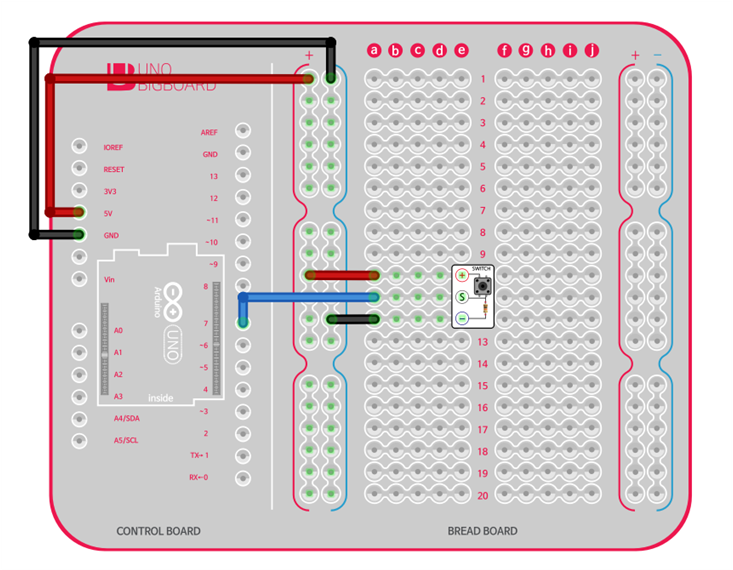 UNO
BIGBOARD
+
a b c d e f g h i j
+ −
IOREF
RESET
3V3
5V
GND
Vin
A0
A1
A2
A3
A4/SDA
A5/SCL
AREF
GND
13
12
~11
~10
~9
8
7
~6
~5
4
~3
2
TX→1
RX←0
Arduino
UNO
inside
1
2
3
4
5
6
7
8
9
SWITCH
+
S
−
13
14
15
16
17
18
19
20
CONTROL BOARD
BREAD BOARD